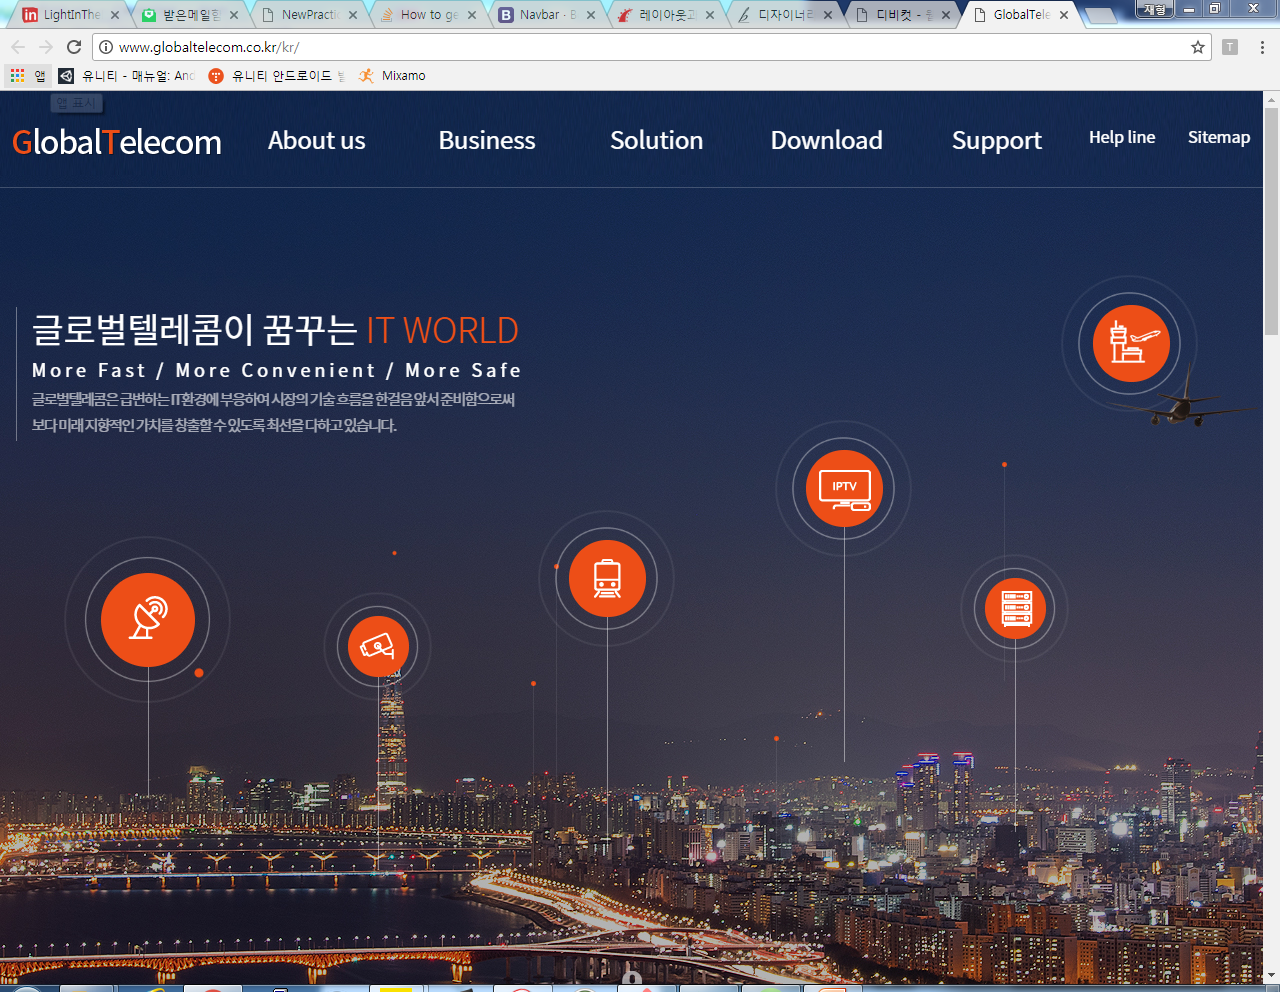 LightInThe
받은메일함
NewPractic
How to ge
Navbar · B
레이아웃과
디자이너라
디비컷 - 웹
GlobalTele
재형
www.globaltelecom.co.kr/kr/
T
앱
유니티 - 매뉴얼: And
유니티 안드로이드 빌
Mixamo
앱 표시
GlobalTelecom
About us
Business
Solution
Download
Support
Help line
Sitemap
글로벌텔레콤이 꿈꾸는 IT WORLD
More Fast / More Convenient / More Safe
글로벌텔레콤은 급변하는 IT환경에 부응하여 시장의 기술 흐름을 한걸음 앞서 준비함으로써
보다 미래 지향적인 가치를 창출할 수 있도록 최선을 다하고 있습니다.
IPTV